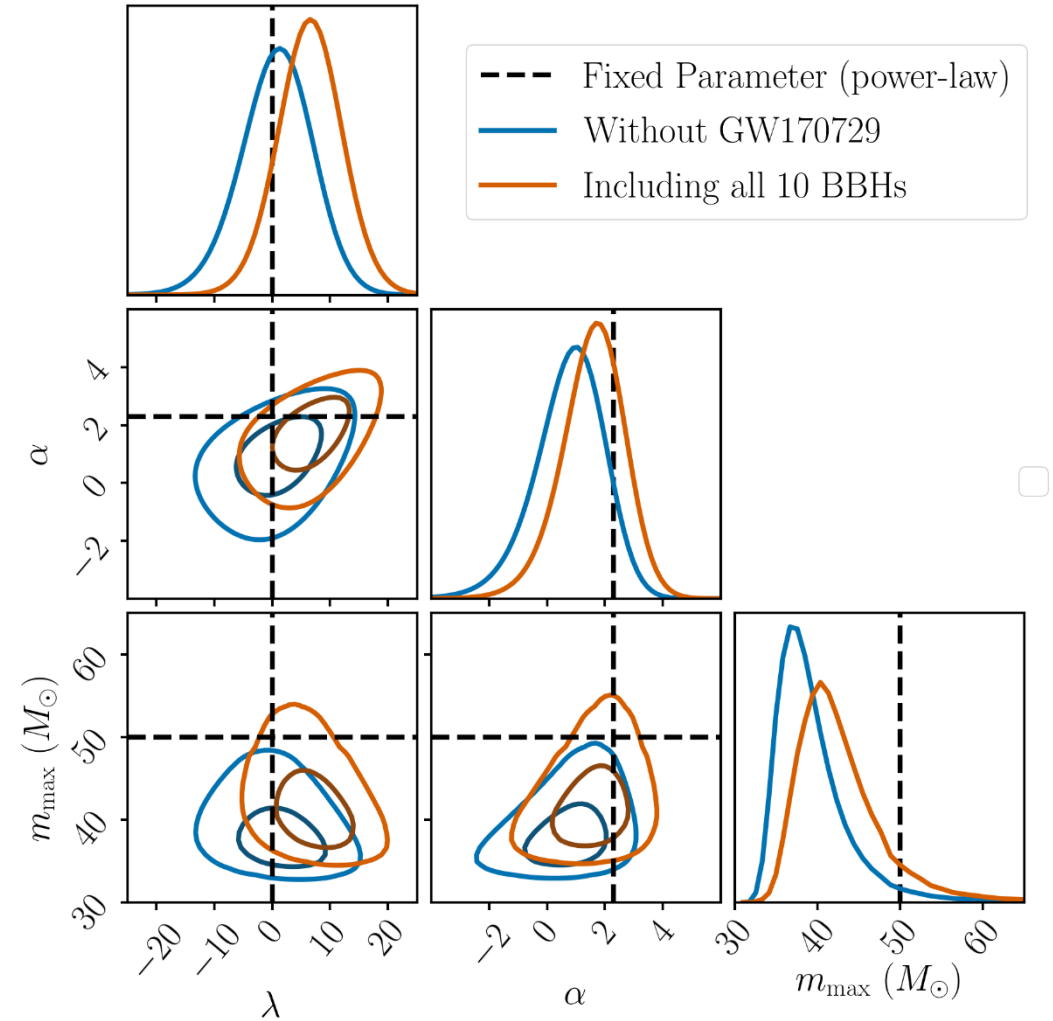 Fixed Parameter (power-law)
Without GW170729
Including all 10 BBHs
α
4
2
0
−2
m_max (M_⊙)
60
50
40
30
−20
−10
0
10
20
λ
−2
0
2
4
α
30
40
50
60
m_max (M_⊙)